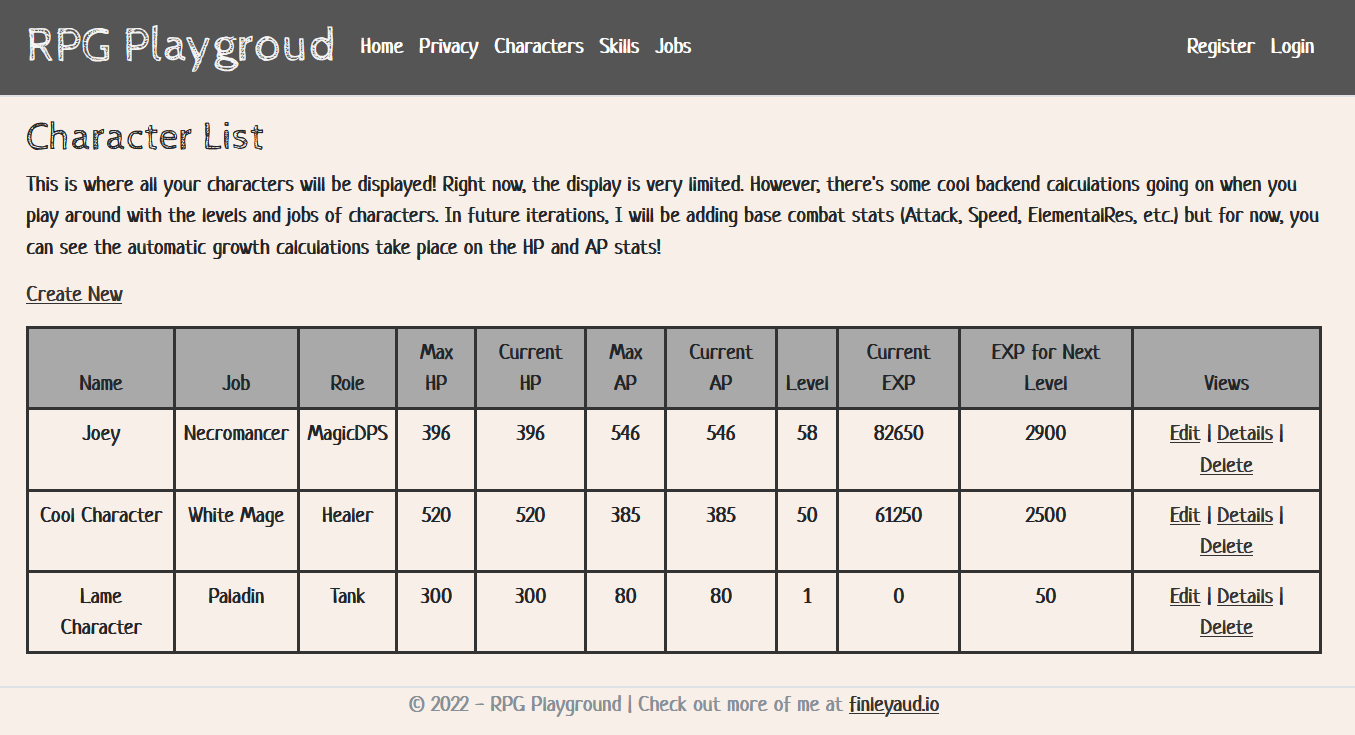 RPG Playgroud Home Privacy Characters Skills Jobs Register Login
Character List
This is where all your characters will be displayed! Right now, the display is very limited. However, there's some cool backend calculations going on when you
play around with the levels and jobs of characters. In future iterations, I will be adding base combat stats (Attack, Speed, ElementalRes, etc.) but for now, you
can see the automatic growth calculations take place on the HP and AP stats!
Create New
Name Job Role Max HP Current HP Max AP Current AP Level Current EXP EXP for Next Level Views
Joey Necromancer MagicDPS 396 396 546 546 58 82650 2900 Edit | Details | Delete
Cool Character White Mage Healer 520 520 385 385 50 61250 2500 Edit | Details | Delete
Lame Character Paladin Tank 300 300 80 80 1 0 50 Edit | Details | Delete
© 2022 - RPG Playground | Check out more of me at finleyaud.io